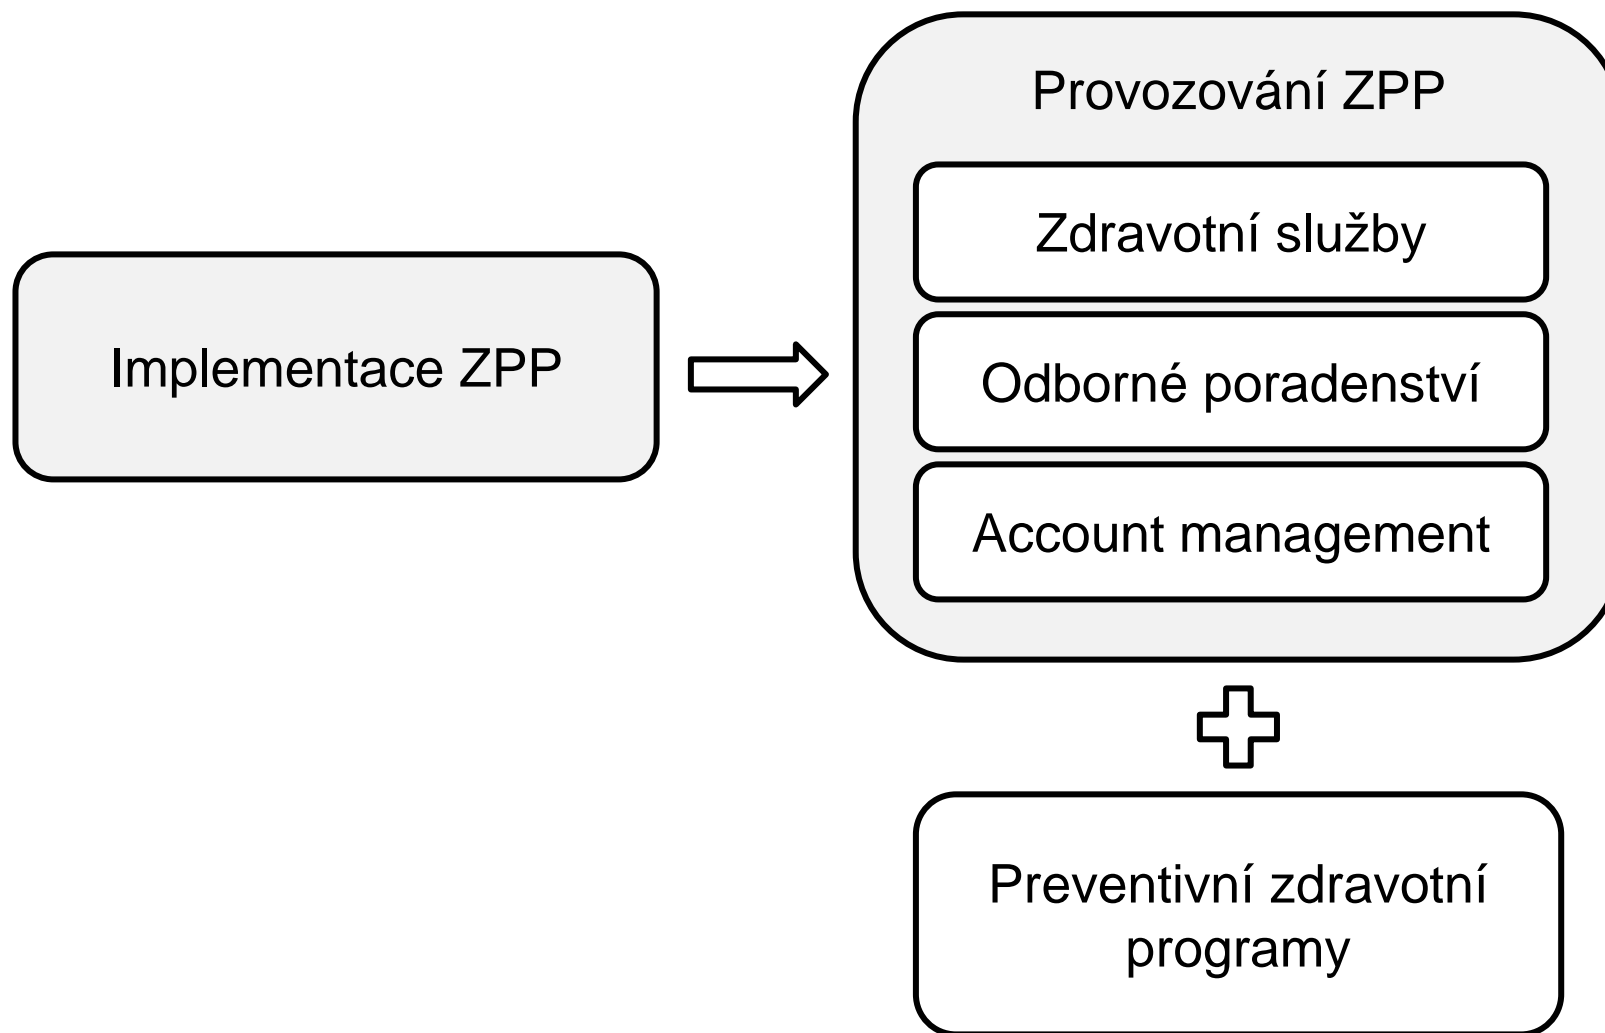 Implementace ZPP
Provozování ZPP
Zdravotní služby
Odborné poradenství
Account management
Preventivní zdravotní
programy